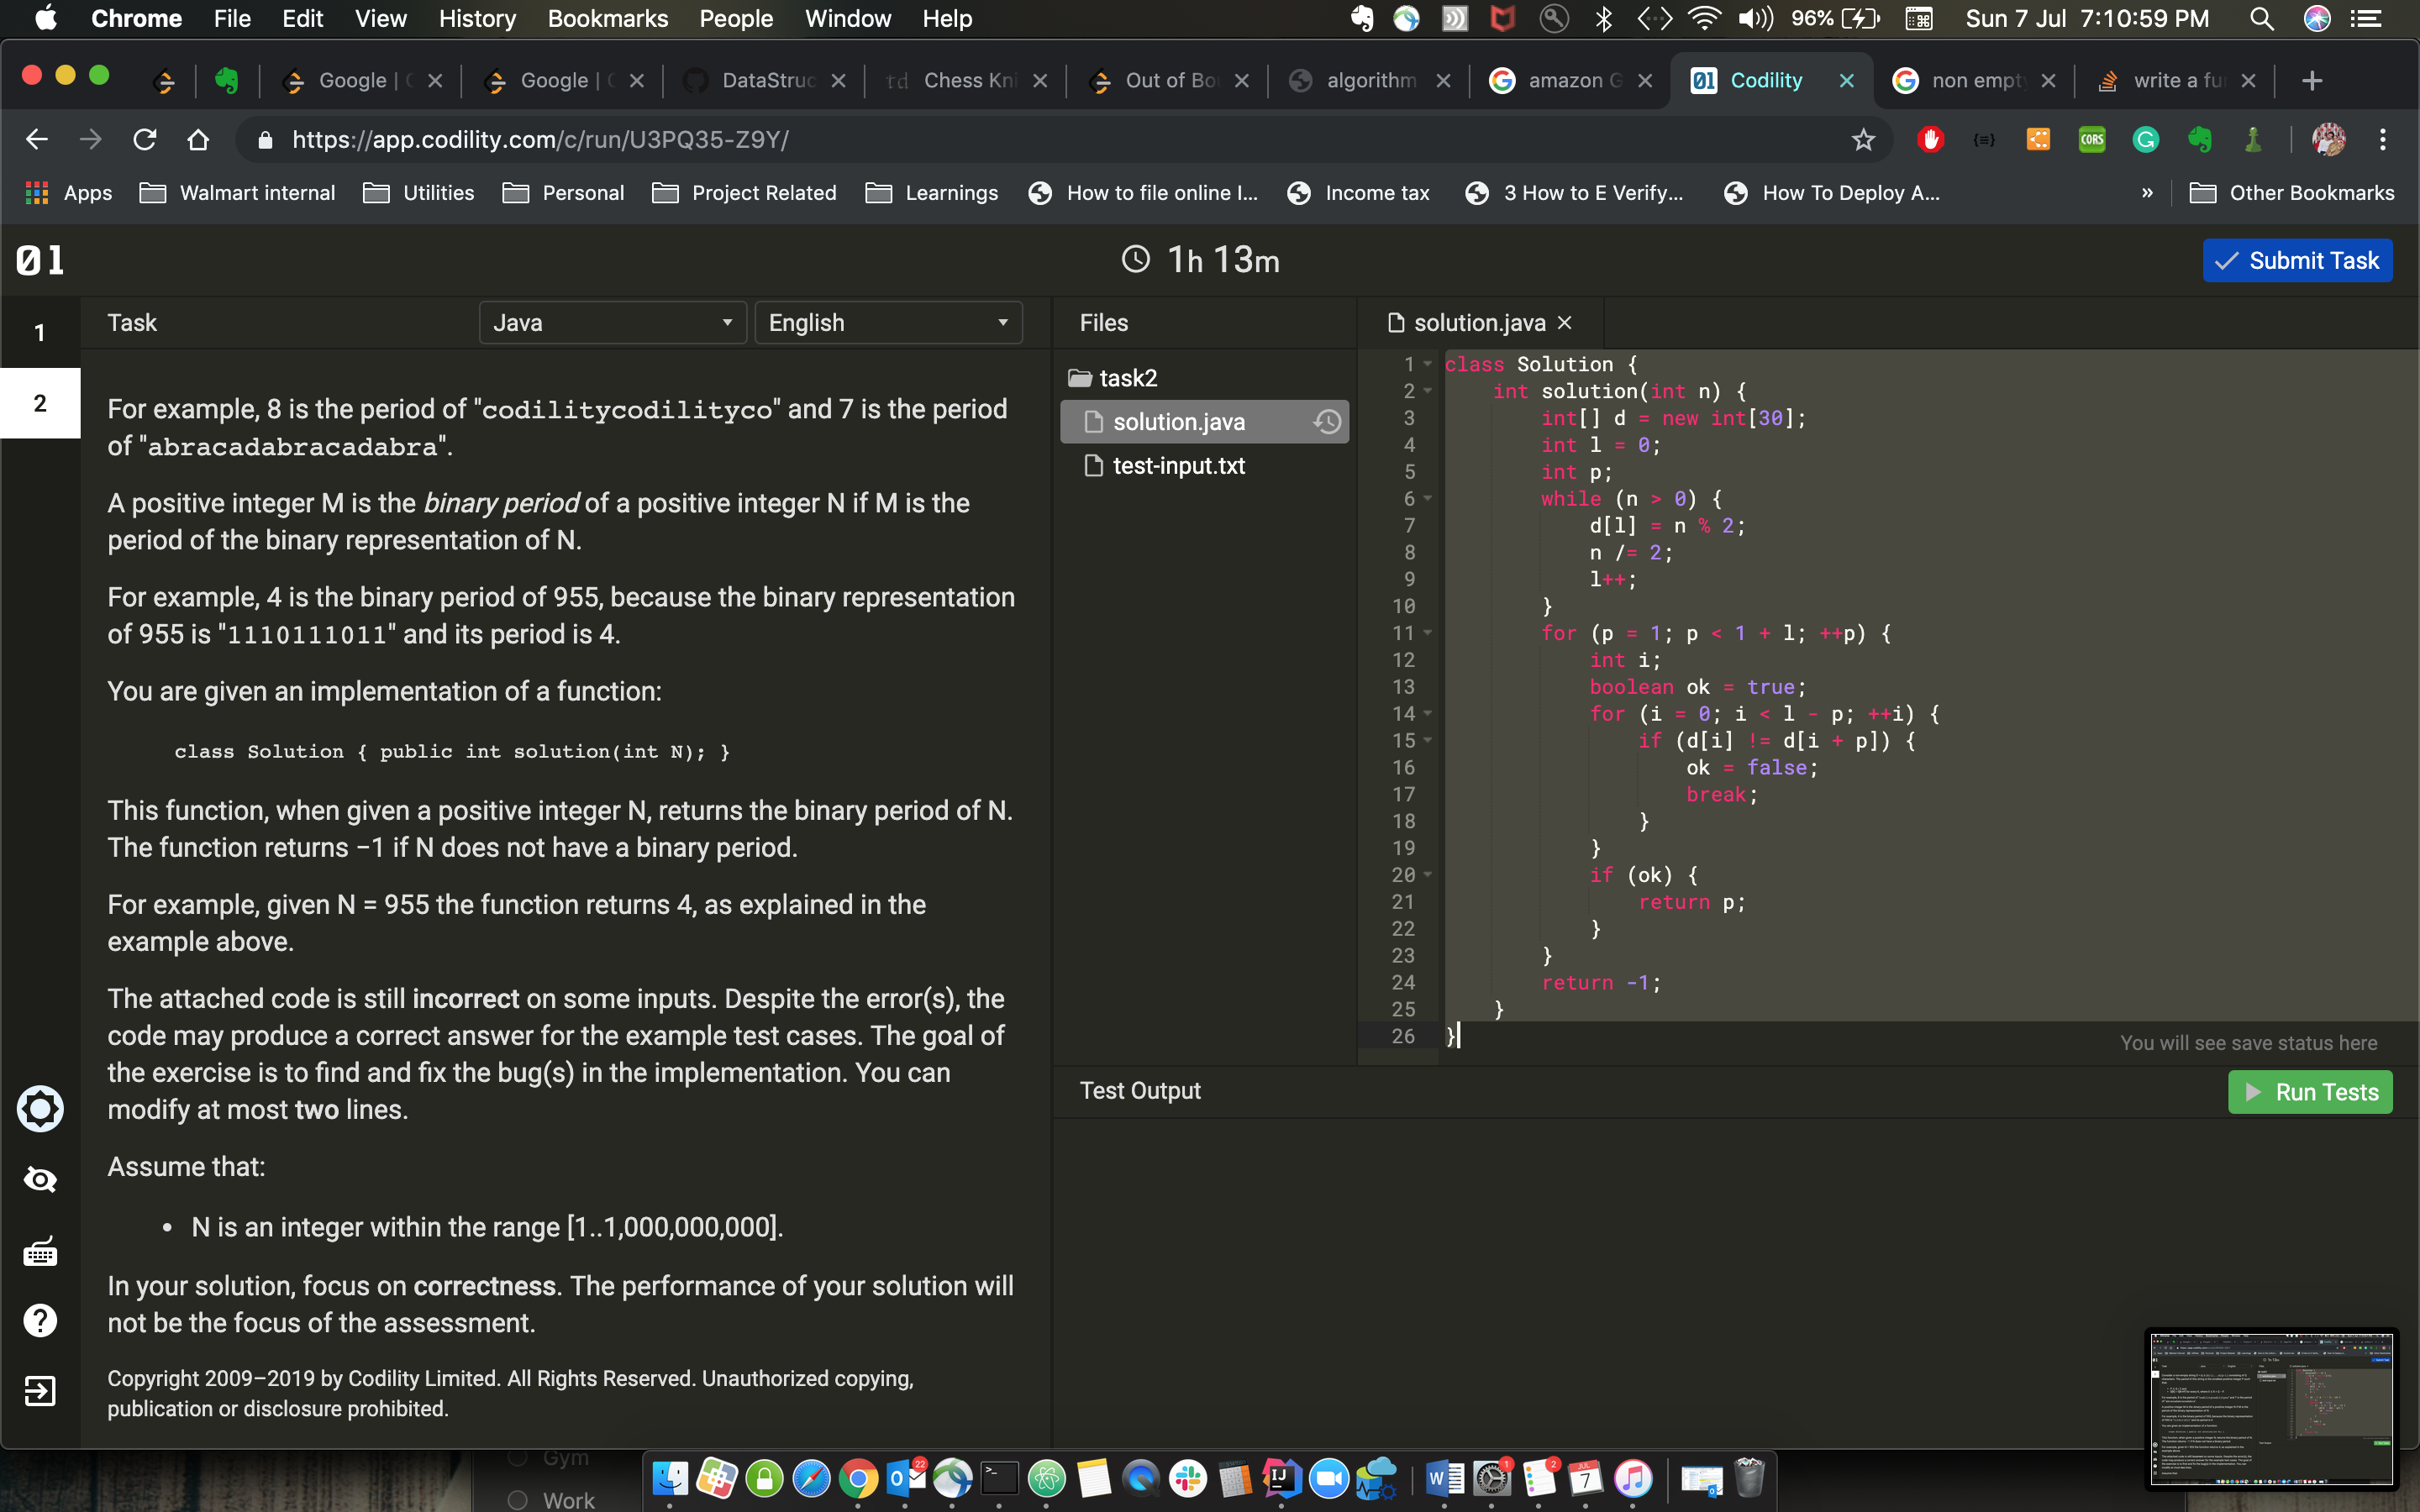 Chrome File Edit View History Bookmarks People Window Help 96% Sun 7 Jul 7:10:59 PM
Google | Google | DataStruc td Chess Kni Out of Bo algorithm amazon G 01 Codility non empt write a fu
https://app.codility.com/c/run/U3PQ35-Z9Y/
CORS
Apps Walmart internal Utilities Personal Project Related Learnings How to file online I... Income tax 3 How to E Verify... How To Deploy A... » Other Bookmarks
01 1h 13m Submit Task
1
2
Task Java English
For example, 8 is the period of "codilitycodilityco" and 7 is the period
of "abracadabracadabra".
A positive integer M is the binary period of a positive integer N if M is the
period of the binary representation of N.
For example, 4 is the binary period of 955, because the binary representation
of 955 is "1110111011" and its period is 4.
You are given an implementation of a function:
class Solution { public int solution(int N); }
This function, when given a positive integer N, returns the binary period of N.
The function returns −1 if N does not have a binary period.
For example, given N = 955 the function returns 4, as explained in the
example above.
The attached code is still incorrect on some inputs. Despite the error(s), the
code may produce a correct answer for the example test cases. The goal of
the exercise is to find and fix the bug(s) in the implementation. You can
modify at most two lines.
Assume that:
• N is an integer within the range [1..1,000,000,000].
In your solution, focus on correctness. The performance of your solution will
not be the focus of the assessment.
Copyright 2009–2019 by Codility Limited. All Rights Reserved. Unauthorized copying,
publication or disclosure prohibited.
Files
task2
solution.java
test-input.txt
solution.java
1 class Solution {
2 int solution(int n) {
3 int[] d = new int[30];
4 int l = 0;
5 int p;
6 while (n > 0) {
7 d[l] = n % 2;
8 n /= 2;
9 l++;
10 }
11 for (p = 1; p < 1 + l; ++p) {
12 int i;
13 boolean ok = true;
14 for (i = 0; i < l - p; ++i) {
15 if (d[i] != d[i + p]) {
16 ok = false;
17 break;
18 }
19 }
20 if (ok) {
21 return p;
22 }
23 }
24 return -1;
25 }
26 }
You will see save status here
Test Output Run Tests
Gym
Work
22
IJ
W
1
2
JUL
7